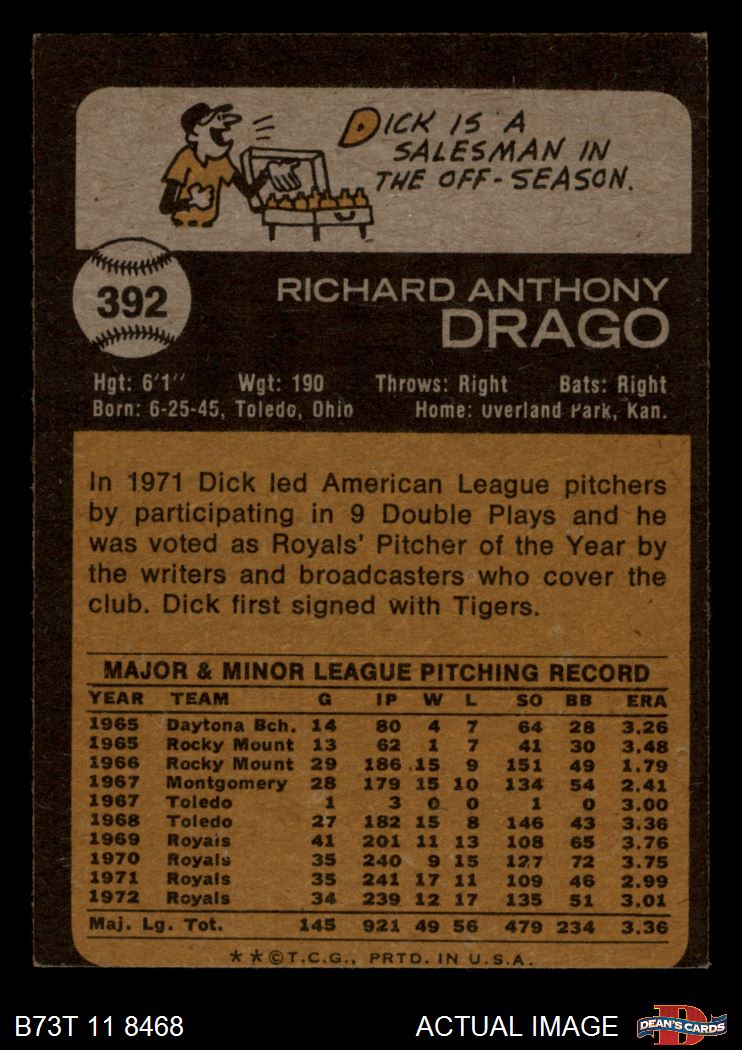 DICK IS A
SALESMAN IN
THE OFF-SEASON.
392
RICHARD ANTHONY
DRAGO
Hgt: 6'1" Wgt: 190 Throws: Right Bats: Right
Born: 6-25-45, Toledo, Ohio Home: Overland Park, Kan.
In 1971 Dick led American League pitchers
by participating in 9 Double Plays and he
was voted as Royals' Pitcher of the Year by
the writers and broadcasters who cover the
club. Dick first signed with Tigers.
MAJOR & MINOR LEAGUE PITCHING RECORD
YEAR TEAM G IP W L SO BB ERA
1965 Daytona Bch. 14 80 4 7 64 28 3.26
1965 Rocky Mount 13 62 1 7 41 30 3.48
1966 Rocky Mount 29 186 15 9 151 49 1.79
1967 Montgomery 28 179 15 10 134 54 2.41
1967 Toledo 1 3 0 0 1 0 3.00
1968 Toledo 27 182 15 8 146 43 3.36
1969 Royals 41 201 11 13 108 65 3.76
1970 Royals 35 240 9 15 127 72 3.75
1971 Royals 35 241 17 11 109 46 2.99
1972 Royals 34 239 12 17 135 51 3.01
Maj. Lg. Tot. 145 921 49 56 479 234 3.36
**©T.C.G., PRTD. IN U.S.A.
B73T 11 8468 ACTUAL IMAGE DEAN'S CARDS